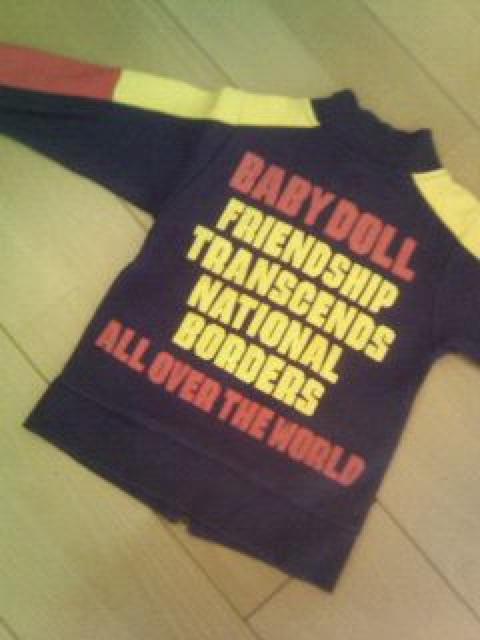 BABY DOLL
FRIENDSHIP
TRANSCENDS
NATIONAL
BORDERS
ALL OVER THE WORLD